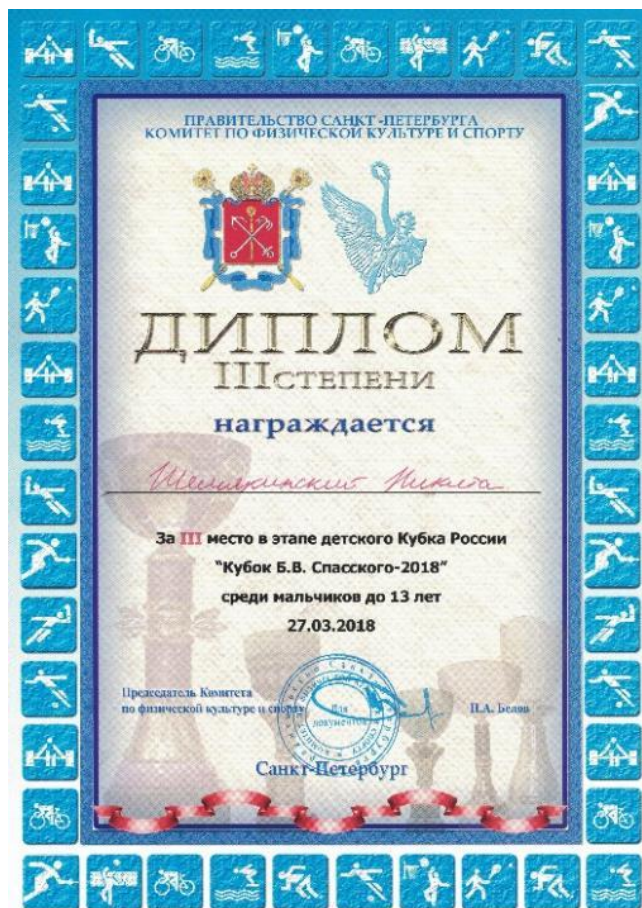 ПРАВИТЕЛЬСТВО САНКТ-ПЕТЕРБУРГА
КОМИТЕТ ПО ФИЗИЧЕСКОЙ КУЛЬТУРЕ И СПОРТУ
ДИПЛОМ
III СТЕПЕНИ
награждается
Никита
За III место в этапе детского Кубка России
"Кубок Б.В. Спасского-2018"
среди мальчиков до 13 лет
27.03.2018
Председатель Комитета
по физической культуре и спорту
Для
документов
П.А. Белов
Санкт-Петербург